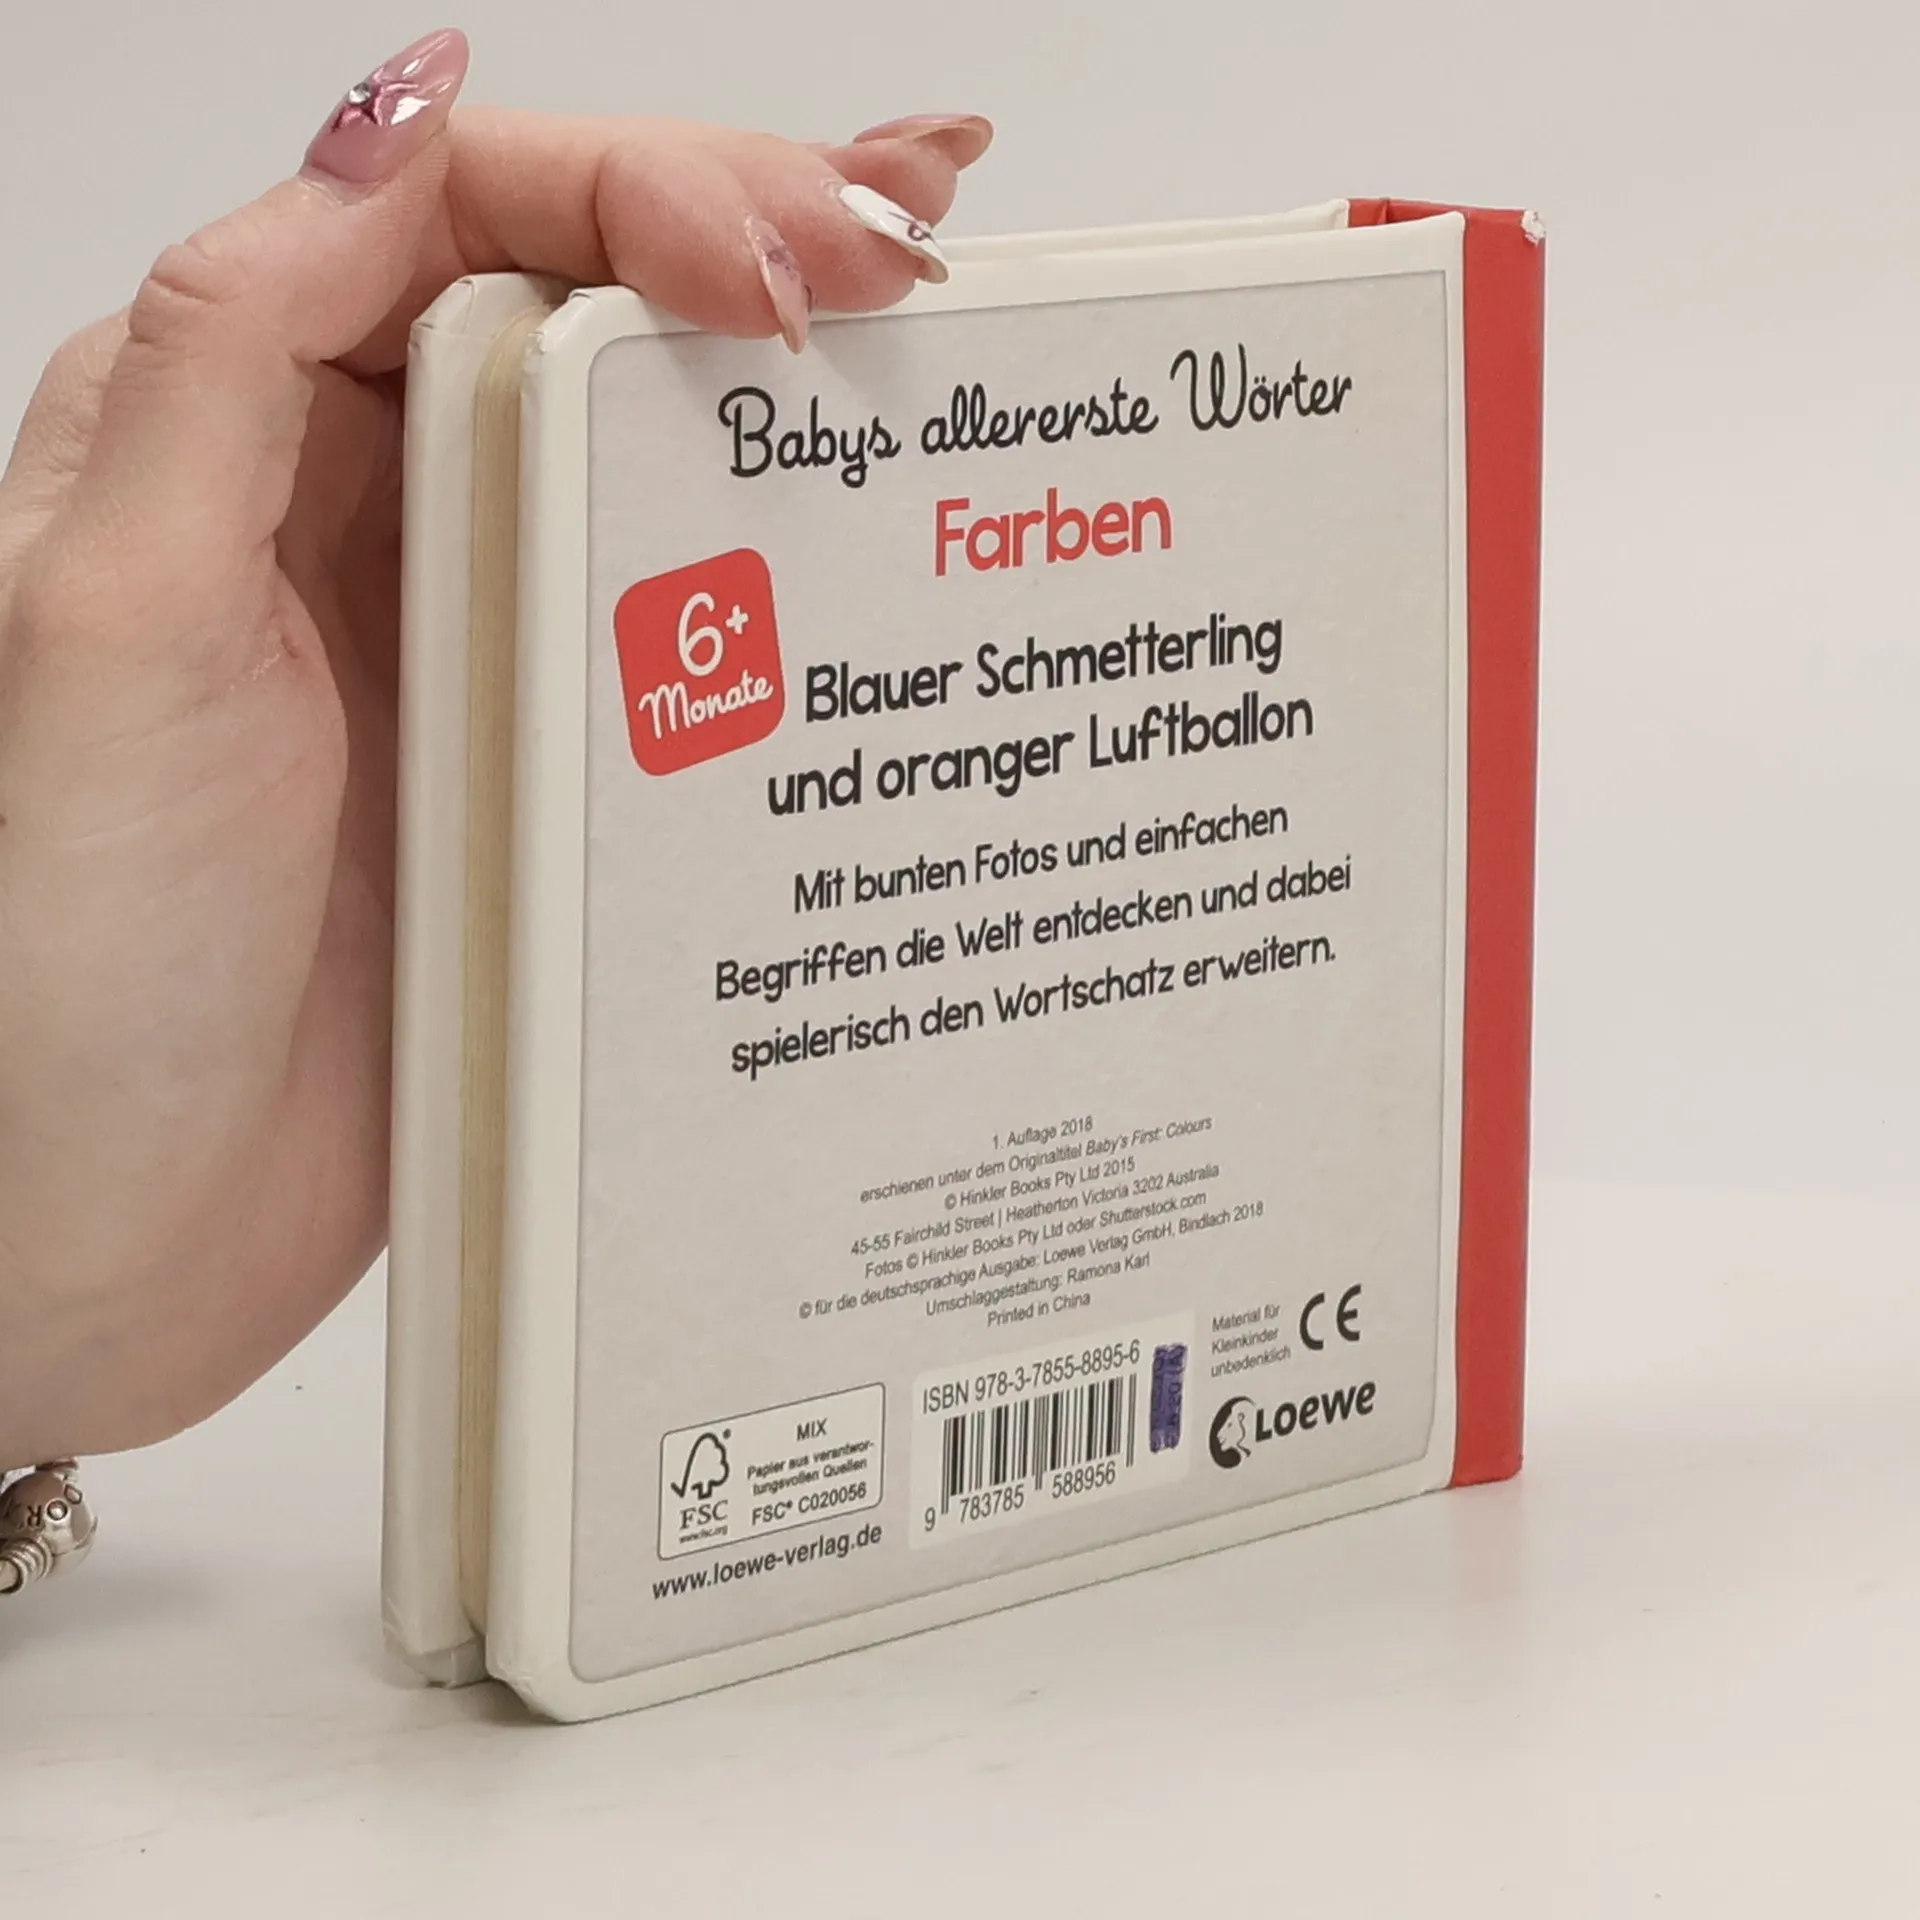 Babys allererste Wörter
Farben
6+
Monate
Blauer Schmetterling
und oranger Luftballon
Mit bunten Fotos und einfachen
Begriffen die Welt entdecken und dabei
spielerisch den Wortschatz erweitern.
1. Auflage 2018
erschienen unter dem Originaltitel Baby's First: Colours
© Hinkler Books Pty Ltd 2015
45-55 Fairchild Street | Heatherton Victoria 3202 Australia
Fotos © Hinkler Books Pty Ltd oder Shutterstock.com
© für die deutschsprachige Ausgabe: Loewe Verlag GmbH, Bindlach 2018
Umschlaggestaltung: Ramona Karl
Printed in China
MIX
Papier aus verantwor-
tungsvollen Quellen
FSC® C020056
FSC
www.fsc.org
www.loewe-verlag.de
ISBN 978-3-7855-8895-6
9 783785 588956
Material für
Kleinkinder
unbedenklich
CE
Loewe